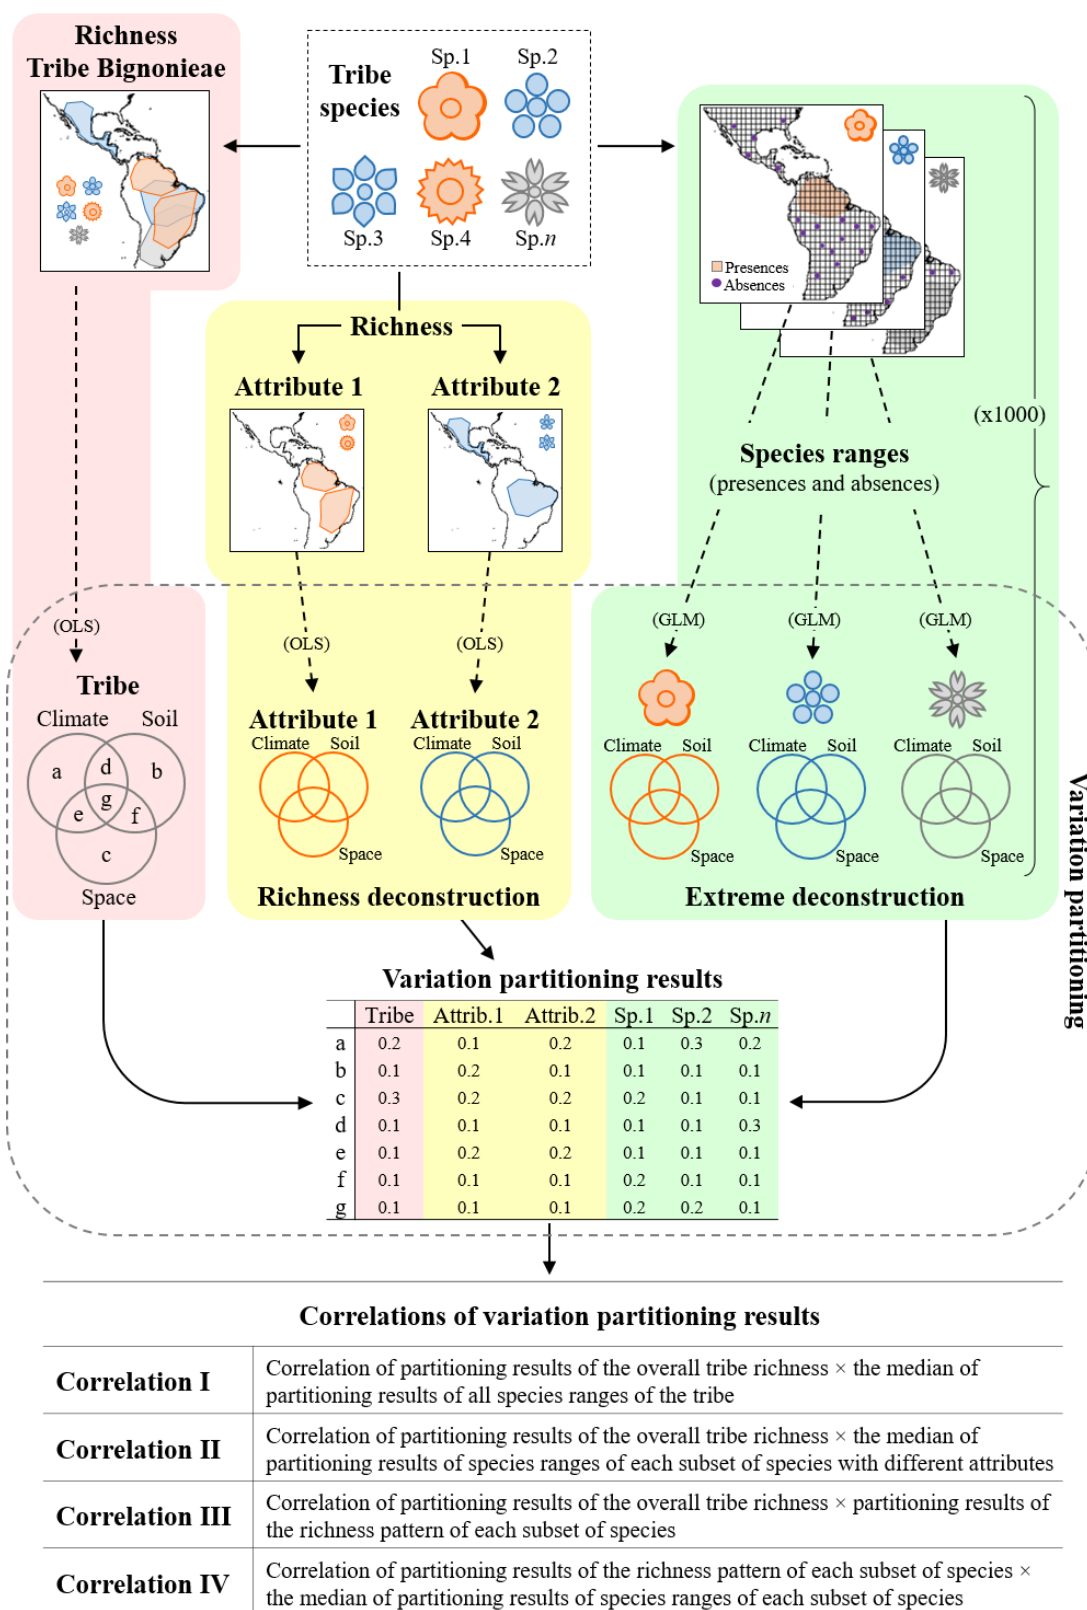 Richness
Tribe Bignonieae
Tribe
species
Sp.1
Sp.2
Sp.3
Sp.4
Sp.n
Presences
Absences
(x1000)
Richness
Attribute 1
Attribute 2
Species ranges
(presences and absences)
(OLS)
(OLS)
(OLS)
(GLM)
(GLM)
(GLM)
Tribe
Climate
Soil
a
d
b
g
e
f
c
Space
Attribute 1
Climate
Soil
Space
Attribute 2
Climate
Soil
Space
Richness deconstruction
Climate
Soil
Space
Climate
Soil
Space
Climate
Soil
Space
Extreme deconstruction
Variation partitioning
Variation partitioning results
Tribe Attrib.1 Attrib.2 Sp.1 Sp.2 Sp.n
a 0.2 0.1 0.2 0.1 0.3 0.2
b 0.1 0.2 0.1 0.1 0.1 0.1
c 0.3 0.2 0.2 0.2 0.1 0.1
d 0.1 0.1 0.1 0.1 0.1 0.3
e 0.1 0.2 0.2 0.1 0.1 0.1
f 0.1 0.1 0.1 0.2 0.1 0.1
g 0.1 0.1 0.1 0.2 0.2 0.1
Correlations of variation partitioning results
Correlation I
Correlation of partitioning results of the overall tribe richness × the median of
partitioning results of all species ranges of the tribe
Correlation II
Correlation of partitioning results of the overall tribe richness × the median of
partitioning results of species ranges of each subset of species with different attributes
Correlation III
Correlation of partitioning results of the overall tribe richness × partitioning results of
the richness pattern of each subset of species
Correlation IV
Correlation of partitioning results of the richness pattern of each subset of species ×
the median of partitioning results of species ranges of each subset of species